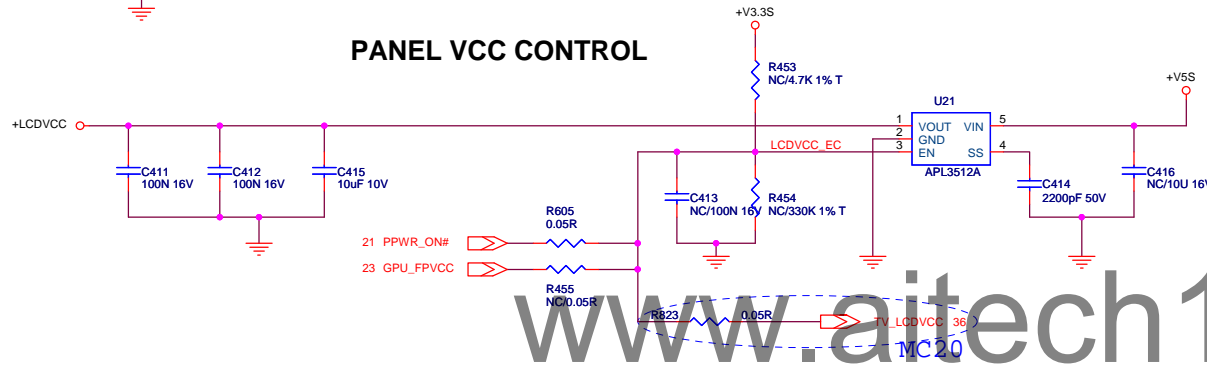 +V3.3S
PANEL VCC CONTROL
R453
NC/4.7K 1% T
+V5S
U21
+LCDVCC
1 VOUT VIN 5
2 GND
LCDVCC_EC 3 EN SS 4
APL3512A
C411
100N 16V
C412
100N 16V
C415
10uF 10V
C413
NC/100N 16V
R454
NC/330K 1% T
C414
2200pF 50V
C416
NC/10U 16V
R605
0.05R
21 PPWR_ON#
23 GPU_FPVCC
R455
NC/0.05R
R823 0.05R TV_LCDVCC 36
MC20
www.aitech1